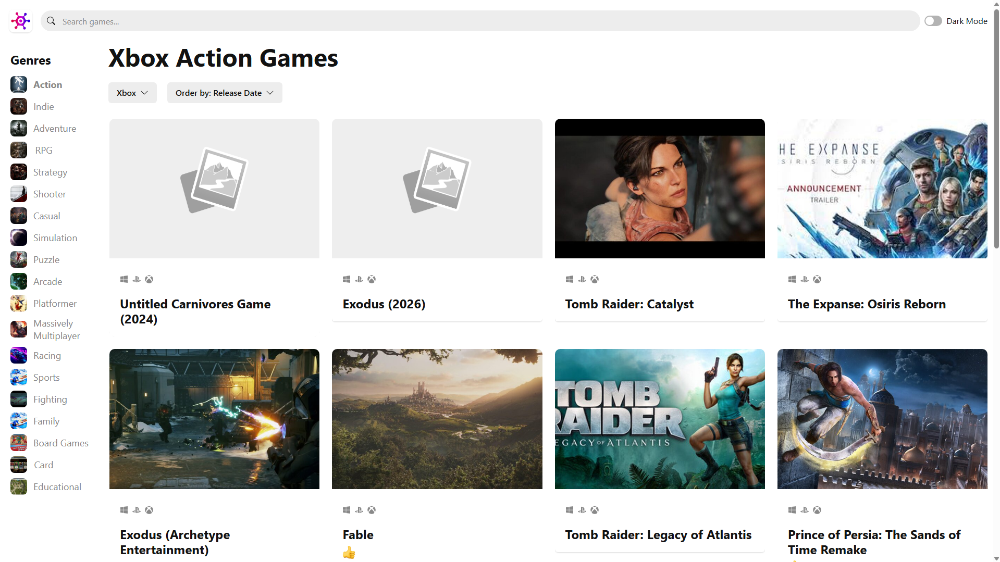 Search games...
Dark Mode
Genres
Action
Indie
Adventure
RPG
Strategy
Shooter
Casual
Simulation
Puzzle
Arcade
Platformer
Massively
Multiplayer
Racing
Sports
Fighting
Family
Board Games
Card
Educational
Xbox Action Games
Xbox
Order by: Release Date
Untitled Carnivores Game
(2024)
Exodus (2026)
Tomb Raider: Catalyst
HE EXPANSE
SIRIS REBORN
ANNOUNCEMENT
TRAILER
The Expanse: Osiris Reborn
Exodus (Archetype
Entertainment)
Fable
TOMB
RAIDER
EGACY OF ATLANTIS
Tomb Raider: Legacy of Atlantis
Prince of Persia: The Sands of
Time Remake